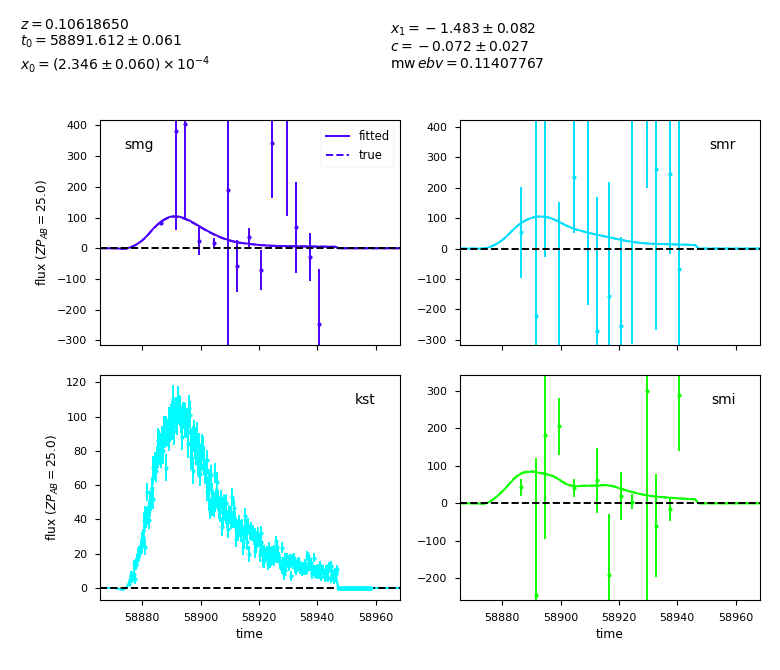 z = 0.10618650
t₀ = 58891.612 ± 0.061
x₀ = (2.346 ± 0.060) × 10⁻⁴
x₁ = −1.483 ± 0.082
c = −0.072 ± 0.027
mw ebv = 0.11407767
400
300
200
100
0
−100
−200
−300
flux (ZP_AB = 25.0)
smg
fitted
true
400
300
200
100
0
−100
−200
−300
smr
120
100
80
60
40
20
0
flux (ZP_AB = 25.0)
kst
58880 58900 58920 58940 58960
time
300
200
100
0
−100
−200
smi
58880 58900 58920 58940 58960
time